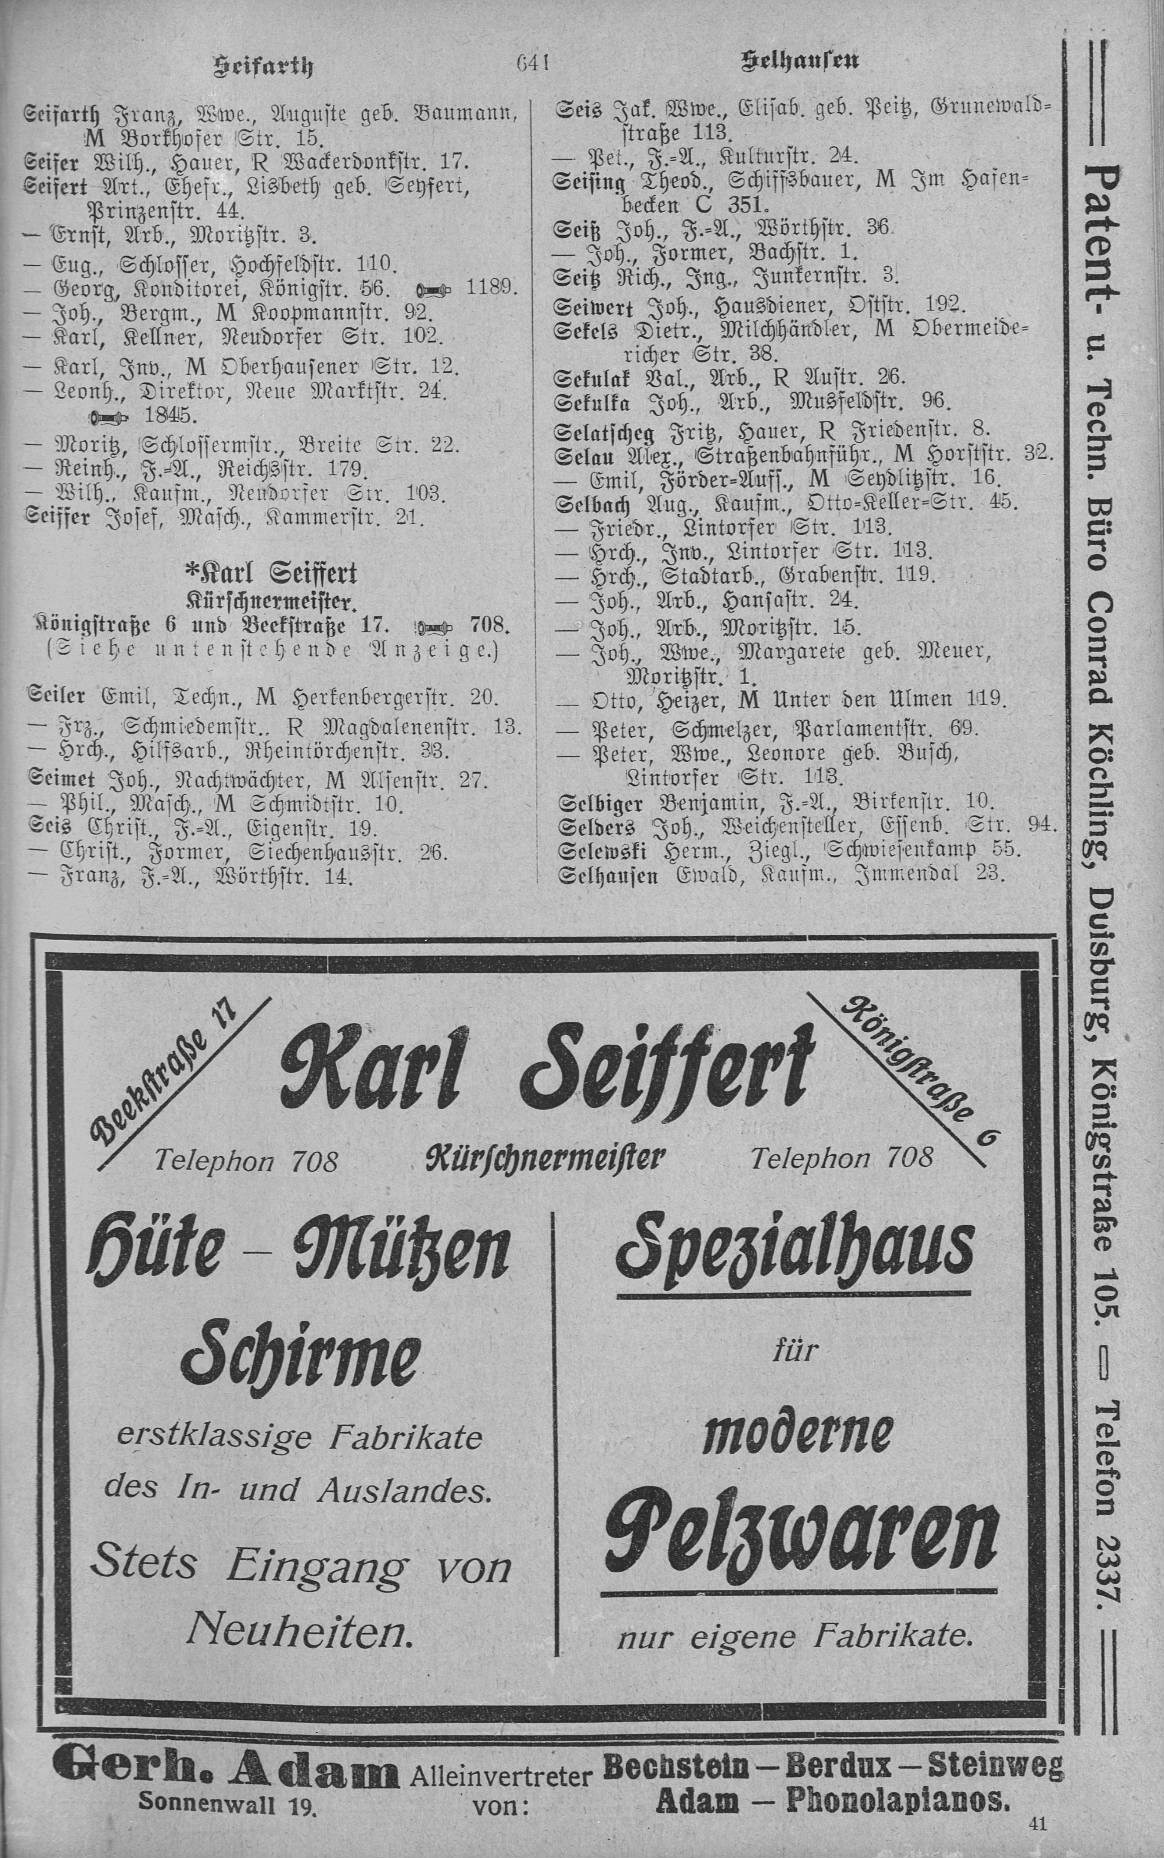 Seifarth 641 Selhausen
Seifarth Franz, Wwe., Auguste geb. Baumann,
M Borkhofer Str. 15.
Seifer Wilh., Hauer, R Wackerdonkstr. 17.
Seifert Art., Ehefr., Lisbeth geb. Seyfert,
Prinzenstr. 44.
— Ernst, Arb., Moritzstr. 3.
— Eug., Schlosser, Hochfeldstr. 110.
— Georg, Konditorei, Königstr. 56. 1189.
— Joh., Bergm., M Koopmannstr. 92.
— Karl, Kellner, Neudorfer Str. 102.
— Karl, Inv., M Oberhausener Str. 12.
— Leonh., Direktor, Neue Marktstr. 24.
1845.
— Moritz, Schlossermstr., Breite Str. 22.
— Reinh., F.-A., Reichsstr. 179.
— Wilh., Kaufm., Neudorfer Str. 103.
Seiffer Josef, Masch., Kammerstr. 21.
*Karl Seiffert
Kürschnermeister.
Königstraße 6 und Beekstraße 17. 708.
(Siehe untenstehende Anzeige.)
Seiler Emil, Techn., M Herkenbergerstr. 20.
— Frz., Schmiedemstr.. R Magdalenenstr. 13.
— Hrch., Hilfsarb., Rheintörchenstr. 33.
Seimet Joh., Nachtwächter, M Alsenstr. 27.
— Phil., Masch., M Schmidtstr. 10.
Seis Christ., F.-A., Eigenstr. 19.
— Christ., Former, Siechenhausstr. 26.
— Franz, F.-A., Wörthstr. 14.
Seis Jak. Wwe., Elisab. geb. Peitz, Grunewald-
straße 113.
— Pet., F.-A., Kulturstr. 24.
Seising Theod., Schiffsbauer, M Im Hafen-
becken C 351.
Seiß Joh., F.-A., Wörthstr. 36.
— Joh., Former, Bachstr. 1.
Seitz Rich., Ing., Junkernstr. 3.
Seiwert Joh., Hausdiener, Oststr. 192.
Sekels Dietr., Milchhändler, M Obermeide-
richer Str. 38.
Sekulak Val., Arb., R Austr. 26.
Sekulka Joh., Arb., Musfeldstr. 96.
Selatscheg Fritz, Hauer, R Friedenstr. 8.
Selau Alex., Straßenbahnführ., M Horststr. 32.
— Emil, Förder-Auff., M Seydlitzstr. 16.
Selbach Aug., Kaufm., Otto-Keller-Str. 45.
— Friedr., Lintorfer Str. 113.
— Hrch., Inv., Lintorfer Str. 113.
— Hrch., Stadtarb., Grabenstr. 119.
— Joh., Arb., Hansastr. 24.
— Joh., Arb., Moritzstr. 15.
— Joh., Wwe., Margarete geb. Meuer,
Moritzstr. 1.
— Otto, Heizer, M Unter den Ulmen 119.
— Peter, Schmelzer, Parlamentstr. 69.
— Peter, Wwe., Leonore geb. Busch,
Lintorfer Str. 113.
Selbiger Benjamin, F.-A., Birkenstr. 10.
Selders Joh., Weichensteller, Essenb. Str. 94.
Selewski Herm., Ziegl., Schwiesenkamp 55.
Selhausen Ewald, Kaufm., Immendal 23.
Patent- u. Techn. Büro Conrad Köchling, Duisburg, Königstraße 105. Telefon 2337.
Beekstraße 17
Karl Seiffert
Königstraße 6
Telephon 708 Kürschnermeister Telephon 708
Hüte – Mützen
Schirme
erstklassige Fabrikate
des In- und Auslandes.
Stets Eingang von
Neuheiten.
Spezialhaus
für
moderne
Pelzwaren
nur eigene Fabrikate.
Gerh. Adam Alleinvertreter Bechstein — Berdux — Steinweg
Sonnenwall 19. von: Adam — Phonolapianos.
41